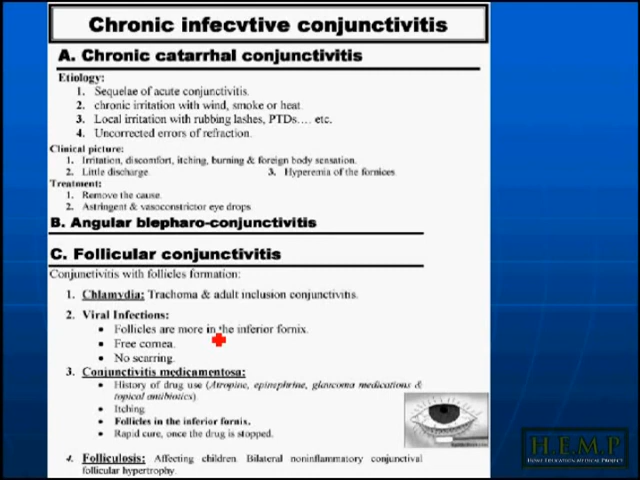 Chronic infecvtive conjunctivitis
A. Chronic catarrhal conjunctivitis
Etiology:
1. Sequelae of acute conjunctivitis.
2. chronic irritation with wind, smoke or heat.
3. Local irritation with rubbing lashes, PTDs.... etc.
4. Uncorrected errors of refraction.
Clinical picture:
1. Irritation, discomfort, itching, burning & foreign body sensation.
2. Little discharge. 3. Hyperemia of the fornices
Treatment:
1. Remove the cause.
2. Astringent & vasoconstrictor eye drops
B. Angular blepharo-conjunctivitis
C. Follicular conjunctivitis
Conjunctivitis with follicles formation:
1. Chlamydia: Trachoma & adult inclusion conjunctivitis.
2. Viral Infections:
• Follicles are more in the inferior fornix.
• Free cornea.
• No scarring.
3. Conjunctivitis medicamentosa:
• History of drug use (Atropine, epinephrine, glaucoma medications &
topical antibiotics).
• Itching
• Follicles in the inferior fornix.
• Rapid cure, once the drug is stopped.
4. Folliculosis: Affecting children. Bilateral noninflammatory conjunctival
follicular hypertrophy.
H.E.M.P
Home Education Medical Project